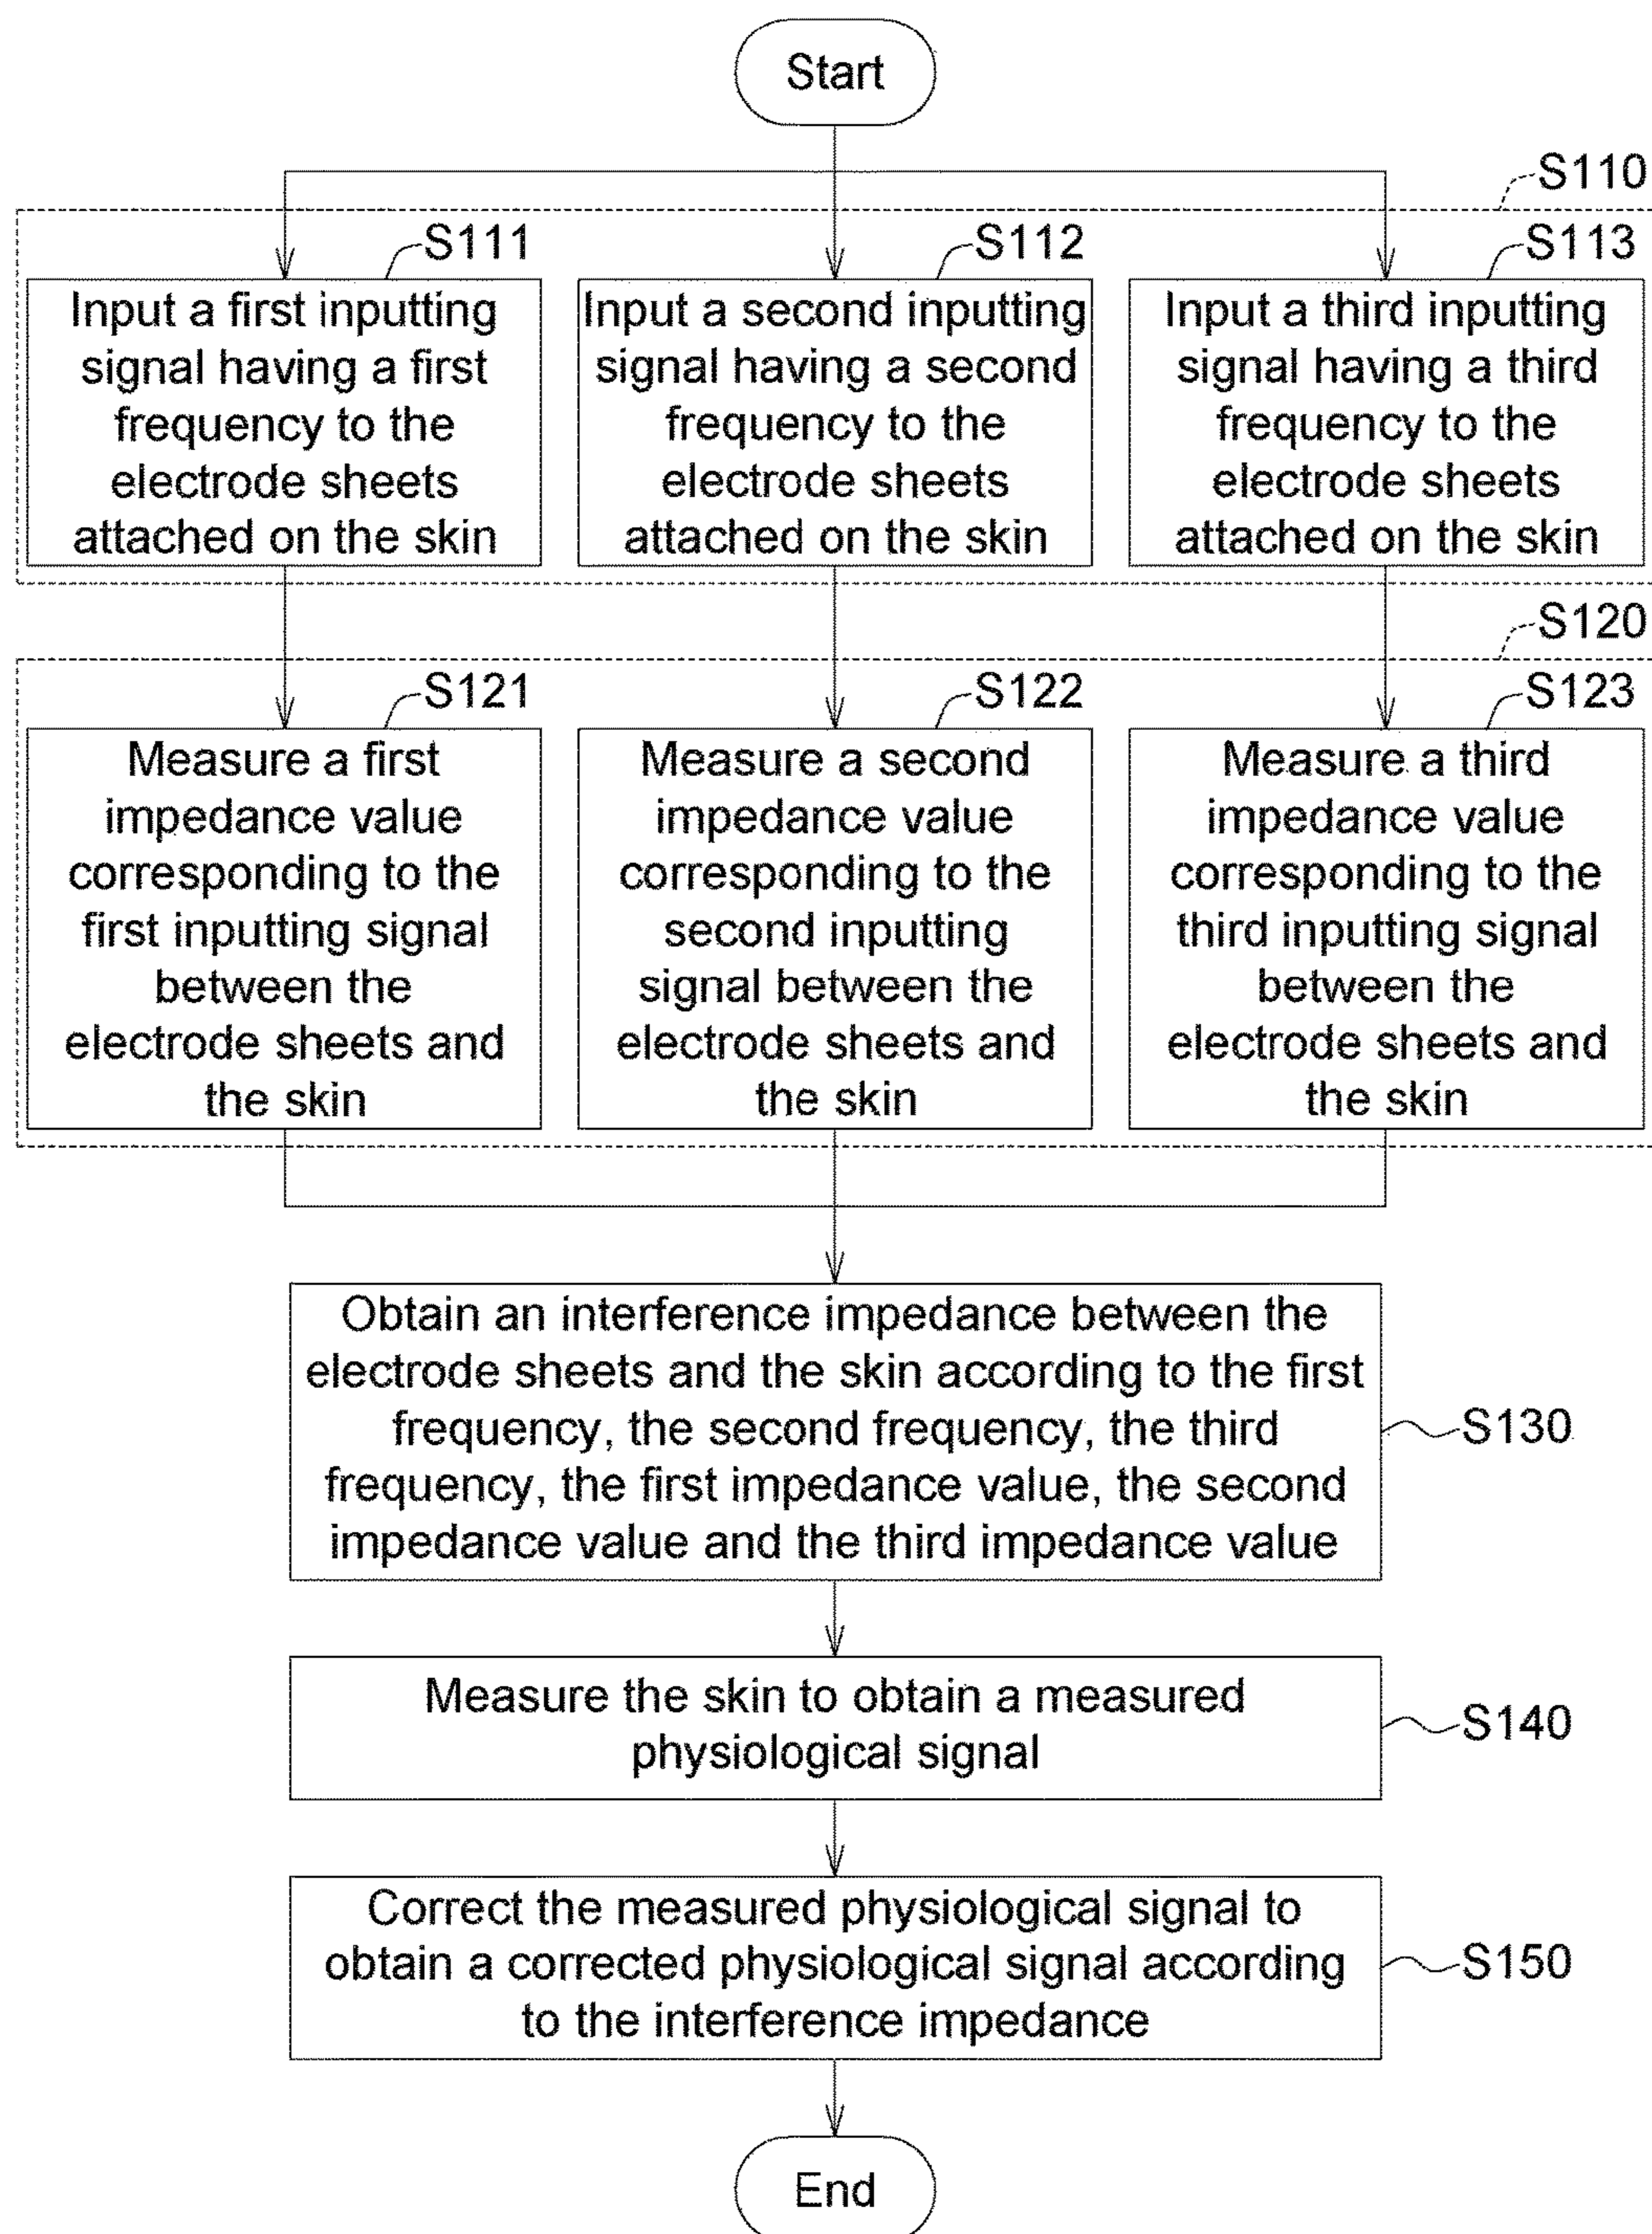 Start
S110
S111
S112
S113
Input a first inputting
signal having a first
frequency to the
electrode sheets
attached on the skin
Input a second inputting
signal having a second
frequency to the
electrode sheets
attached on the skin
Input a third inputting
signal having a third
frequency to the
electrode sheets
attached on the skin
S120
S121
S122
S123
Measure a first
impedance value
corresponding to the
first inputting signal
between the
electrode sheets and
the skin
Measure a second
impedance value
corresponding to the
second inputting
signal between the
electrode sheets and
the skin
Measure a third
impedance value
corresponding to the
third inputting signal
between the
electrode sheets and
the skin
Obtain an interference impedance between the
electrode sheets and the skin according to the first
frequency, the second frequency, the third
frequency, the first impedance value, the second
impedance value and the third impedance value
S130
Measure the skin to obtain a measured
physiological signal
S140
Correct the measured physiological signal to
obtain a corrected physiological signal according
to the interference impedance
S150
End